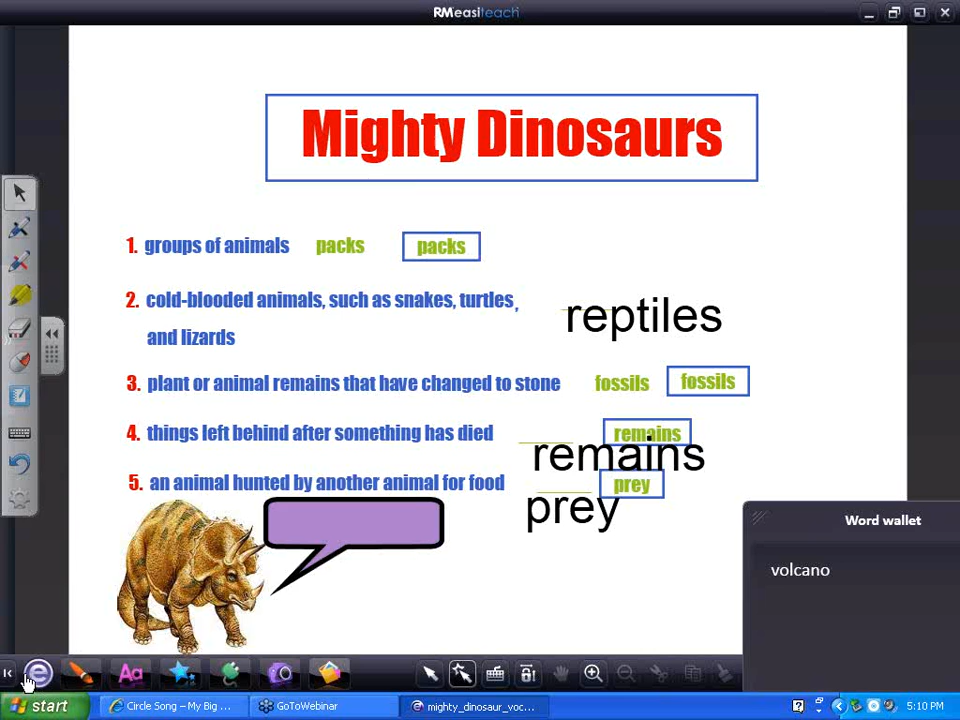 RMeasiteach
Mighty Dinosaurs
1. groups of animals packs packs
2. cold-blooded animals, such as snakes, turtles,
and lizards
reptiles
3. plant or animal remains that have changed to stone fossils fossils
4. things left behind after something has died remains
remains
5. an animal hunted by another animal for food prey
prey
Word wallet
volcano
Aa
start
Circle Song – My Big ...
GoToWebinar
mighty_dinosaur_voc...
5:10 PM